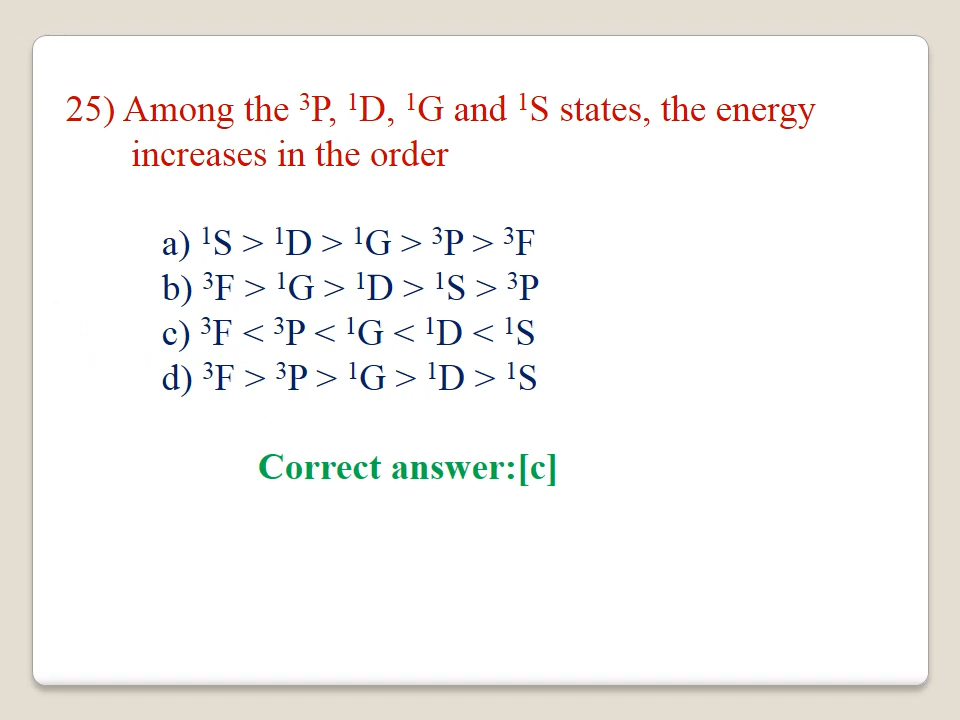 25) Among the ³P, ¹D, ¹G and ¹S states, the energy
increases in the order
a) ¹S > ¹D > ¹G > ³P > ³F
b) ³F > ¹G > ¹D > ¹S > ³P
c) ³F < ³P < ¹G < ¹D < ¹S
d) ³F > ³P > ¹G > ¹D > ¹S
Correct answer:[c]